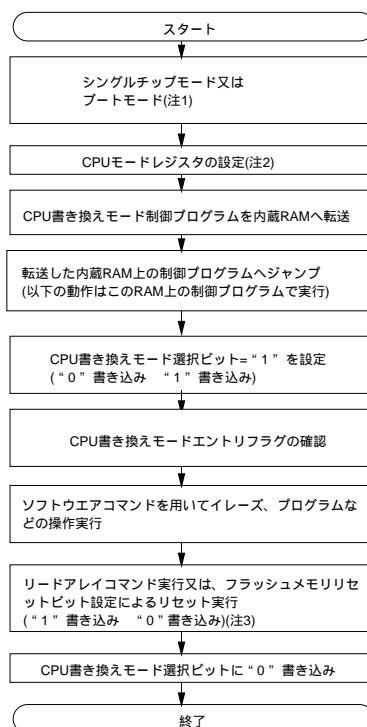 スタート
シングルチップモード又は
ブートモード(注1)
CPUモードレジスタの設定(注2)
CPU書き換えモード制御プログラムを内蔵RAMへ転送
転送した内蔵RAM上の制御プログラムへジャンプ
(以下の動作はこのRAM上の制御プログラムで実行)
CPU書き換えモード選択ビット=“1”を設定
(“0”書き込み　“1”書き込み)
CPU書き換えモードエントリフラグの確認
ソフトウエアコマンドを用いてイレーズ、プログラムな
どの操作実行
リードアレイコマンド実行又は、フラッシュメモリリセ
ットビット設定によるリセット実行
(“1”書き込み　“0”書き込み)(注3)
CPU書き換えモード選択ビットに“0”書き込み
終了